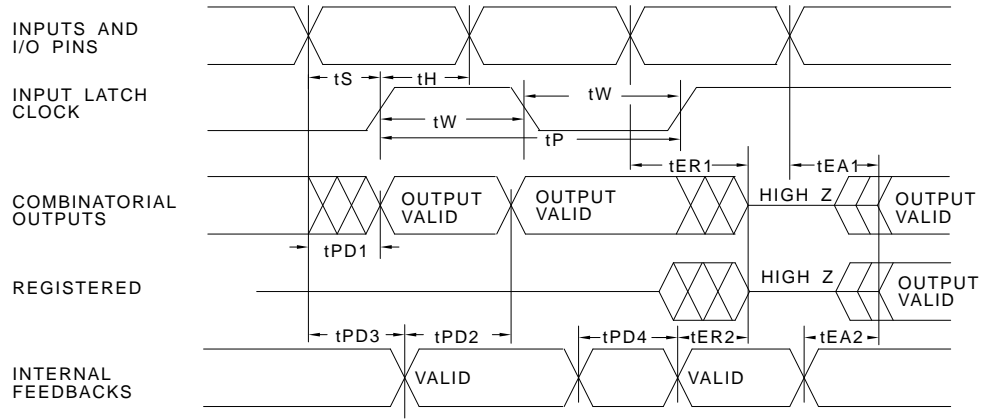 INPUTS AND
I/O PINS
tS
tH
INPUT LATCH
CLOCK
tW
tW
tP
tER1
tEA1
COMBINATORIAL
OUTPUTS
OUTPUT
VALID
OUTPUT
VALID
HIGH Z
OUTPUT
VALID
tPD1
REGISTERED
HIGH Z
OUTPUT
VALID
tPD3
tPD2
tPD4
tER2
tEA2
INTERNAL
FEEDBACKS
VALID
VALID